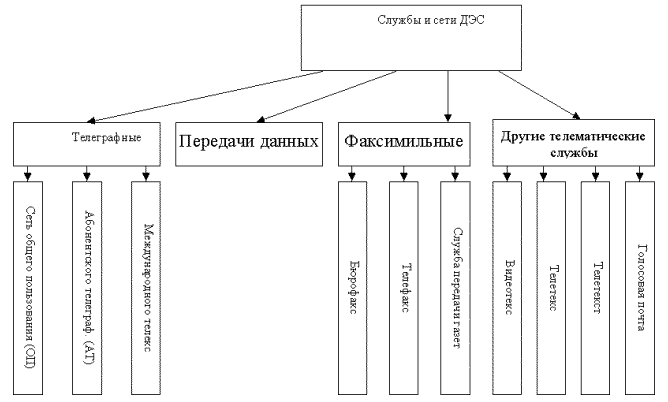 Службы и сети ДЭС
Телеграфные
Передачи данных
Факсимильные
Другие телематические
службы
Сеть общего пользования (ОП)
Абонентского телеграф. (АТ)
Международного телекс
Бюрофакс
Телефакс
Служба передачи газет
Видеотекс
Телетекс
Телетекст
Голосовая почта